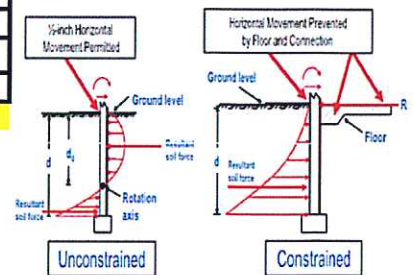 ½-inch Horizontal
Movement Permitted
Ground level
d
d₀
Resultant
soil force
Resultant
soil force
Rotation
axis
Unconstrained
Horizontal Movement Prevented
by Floor and Connection
Ground level
R
Floor
d
Resultant
soil force
Constrained